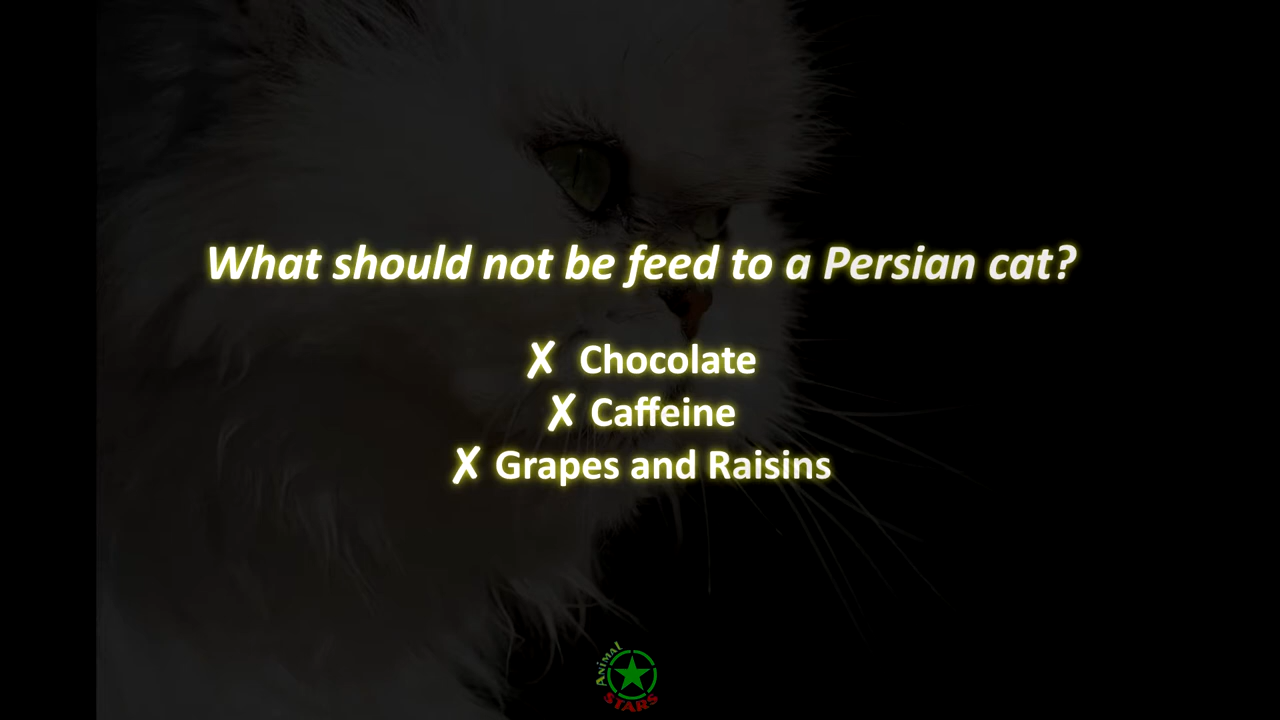 What should not be feed to a Persian cat?
✗ Chocolate
✗ Caffeine
✗ Grapes and Raisins
ANiMAL
STARS